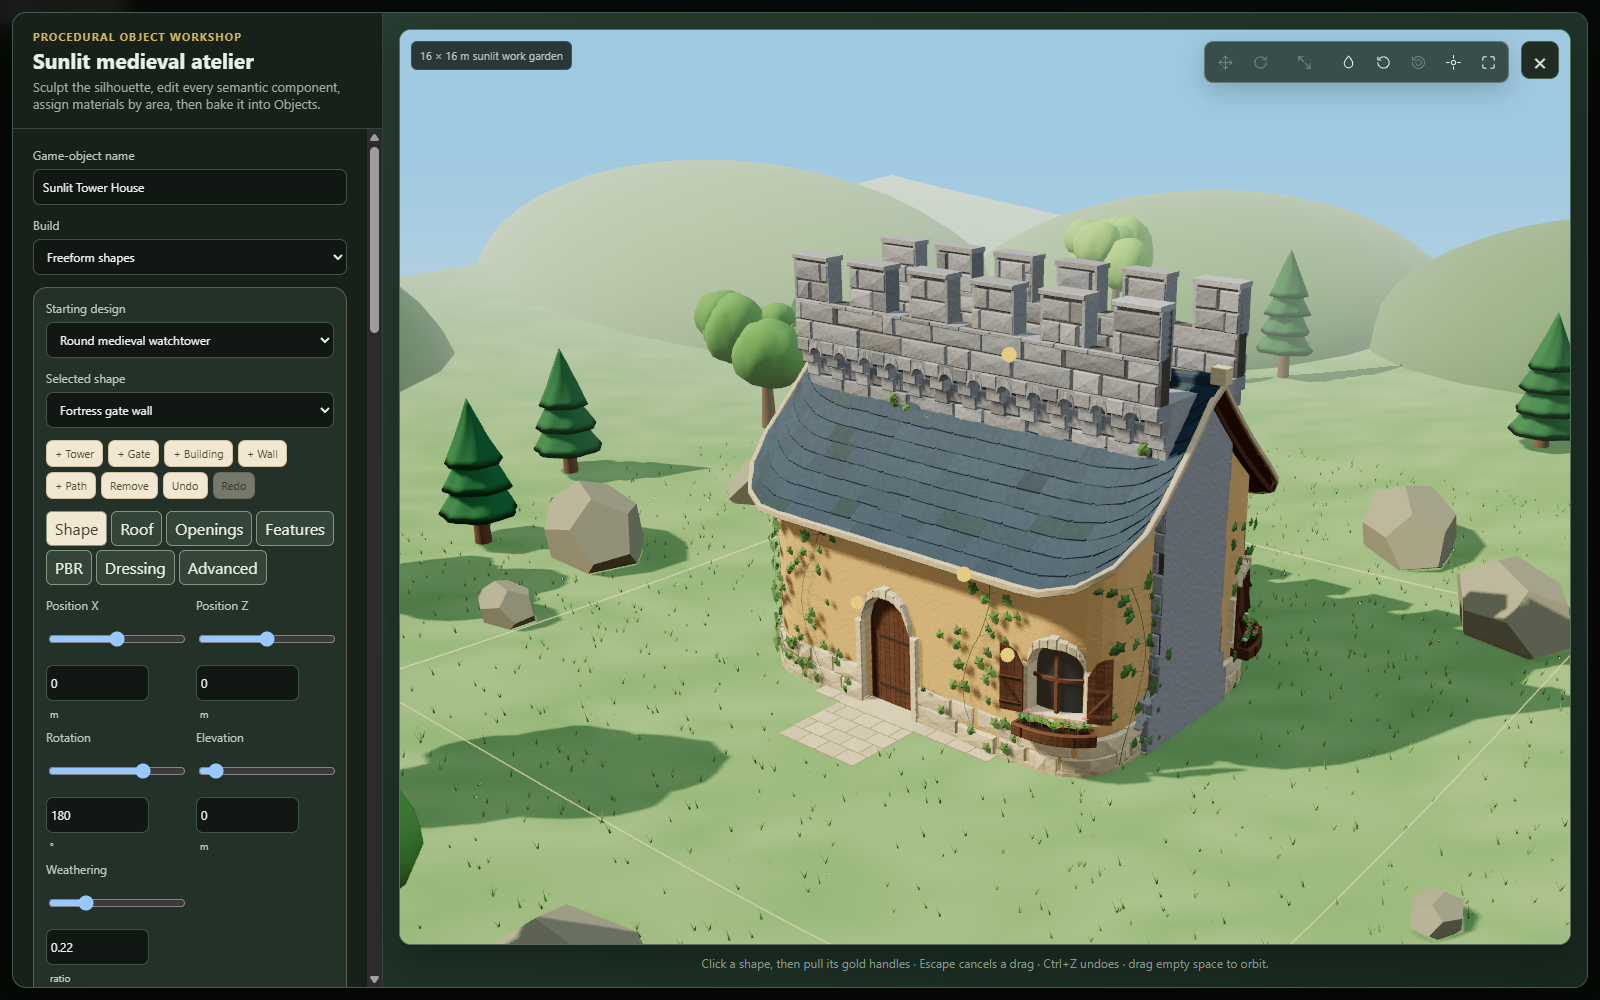 PROCEDURAL OBJECT WORKSHOP
Sunlit medieval atelier
Sculpt the silhouette, edit every semantic component,
assign materials by area, then bake it into Objects.
Game-object name
Sunlit Tower House
Build
Freeform shapes
Starting design
Round medieval watchtower
Selected shape
Fortress gate wall
+ Tower + Gate + Building + Wall
+ Path Remove Undo Redo
Shape Roof Openings Features
PBR Dressing Advanced
Position X Position Z
0 0
m m
Rotation Elevation
180 0
° m
Weathering
0.22
ratio
16 × 16 m sunlit work garden
Click a shape, then pull its gold handles · Escape cancels a drag · Ctrl+Z undoes · drag empty space to orbit.